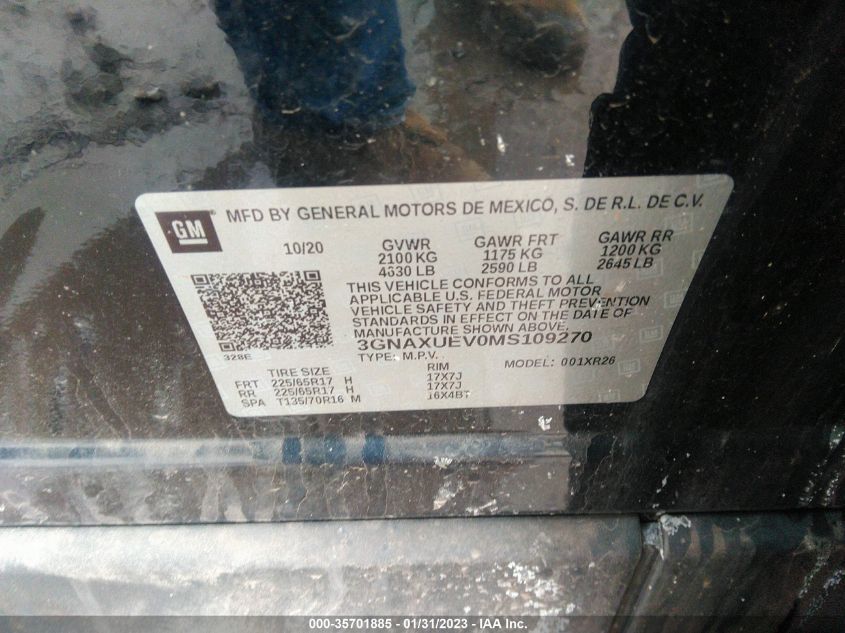 GM
MFD BY GENERAL MOTORS DE MEXICO, S. DE R.L. DE C.V.
10/20 GVWR GAWR FRT GAWR RR
2100 KG 1175 KG 1200 KG
4630 LB 2590 LB 2645 LB
THIS VEHICLE CONFORMS TO ALL
APPLICABLE U.S. FEDERAL MOTOR
VEHICLE SAFETY AND THEFT PREVENTION
STANDARDS IN EFFECT ON THE DATE OF
MANUFACTURE SHOWN ABOVE.
3GNAXUEV0MS109270
328E
TYPE: M.P.V. MODEL: 001XR26
TIRE SIZE RIM
FRT 225/65R17 H 17X7J
RR 225/65R17 H 17X7J
SPA T135/70R16 M 16X4BT
000-35701885 - 01/31/2023 - IAA Inc.